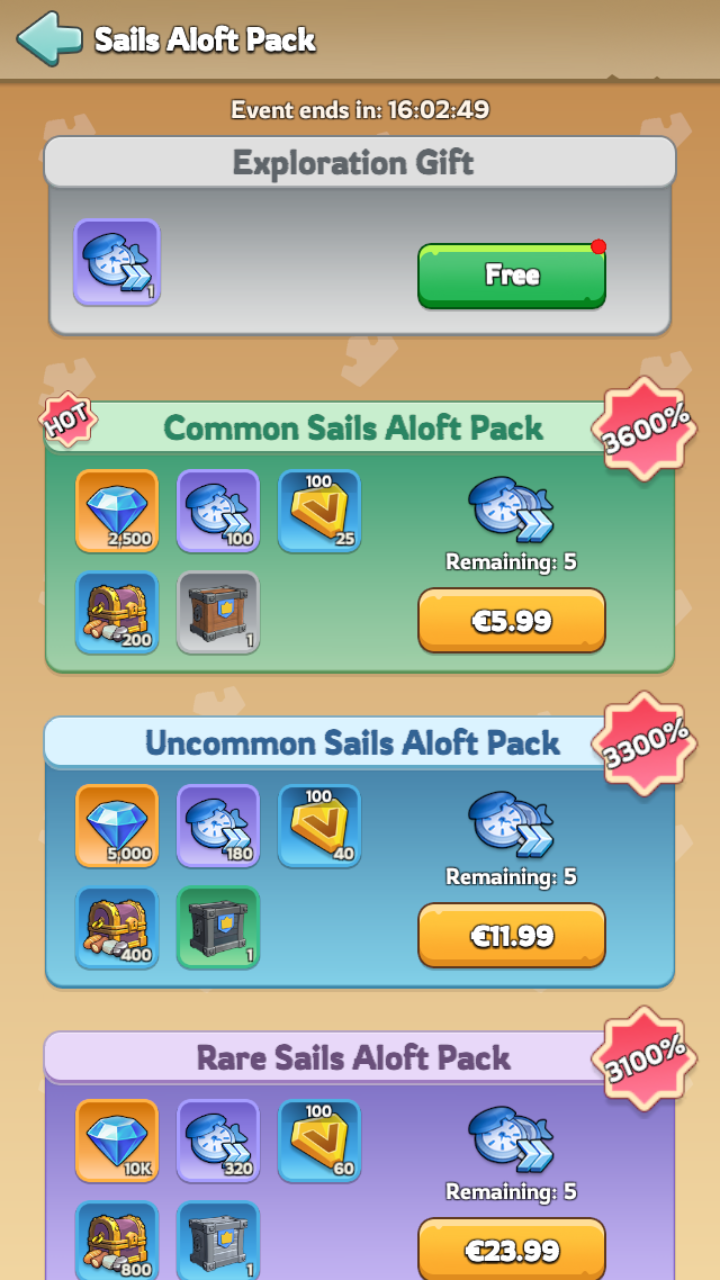 Sails Aloft Pack
Event ends in: 16:02:49
Exploration Gift
1
Free
HOT
Common Sails Aloft Pack
3600%
2,500
100
100
25
Remaining: 5
200
1
€5.99
Uncommon Sails Aloft Pack
3300%
5,000
180
100
40
Remaining: 5
400
1
€11.99
Rare Sails Aloft Pack
3100%
10K
320
100
60
Remaining: 5
800
1
€23.99